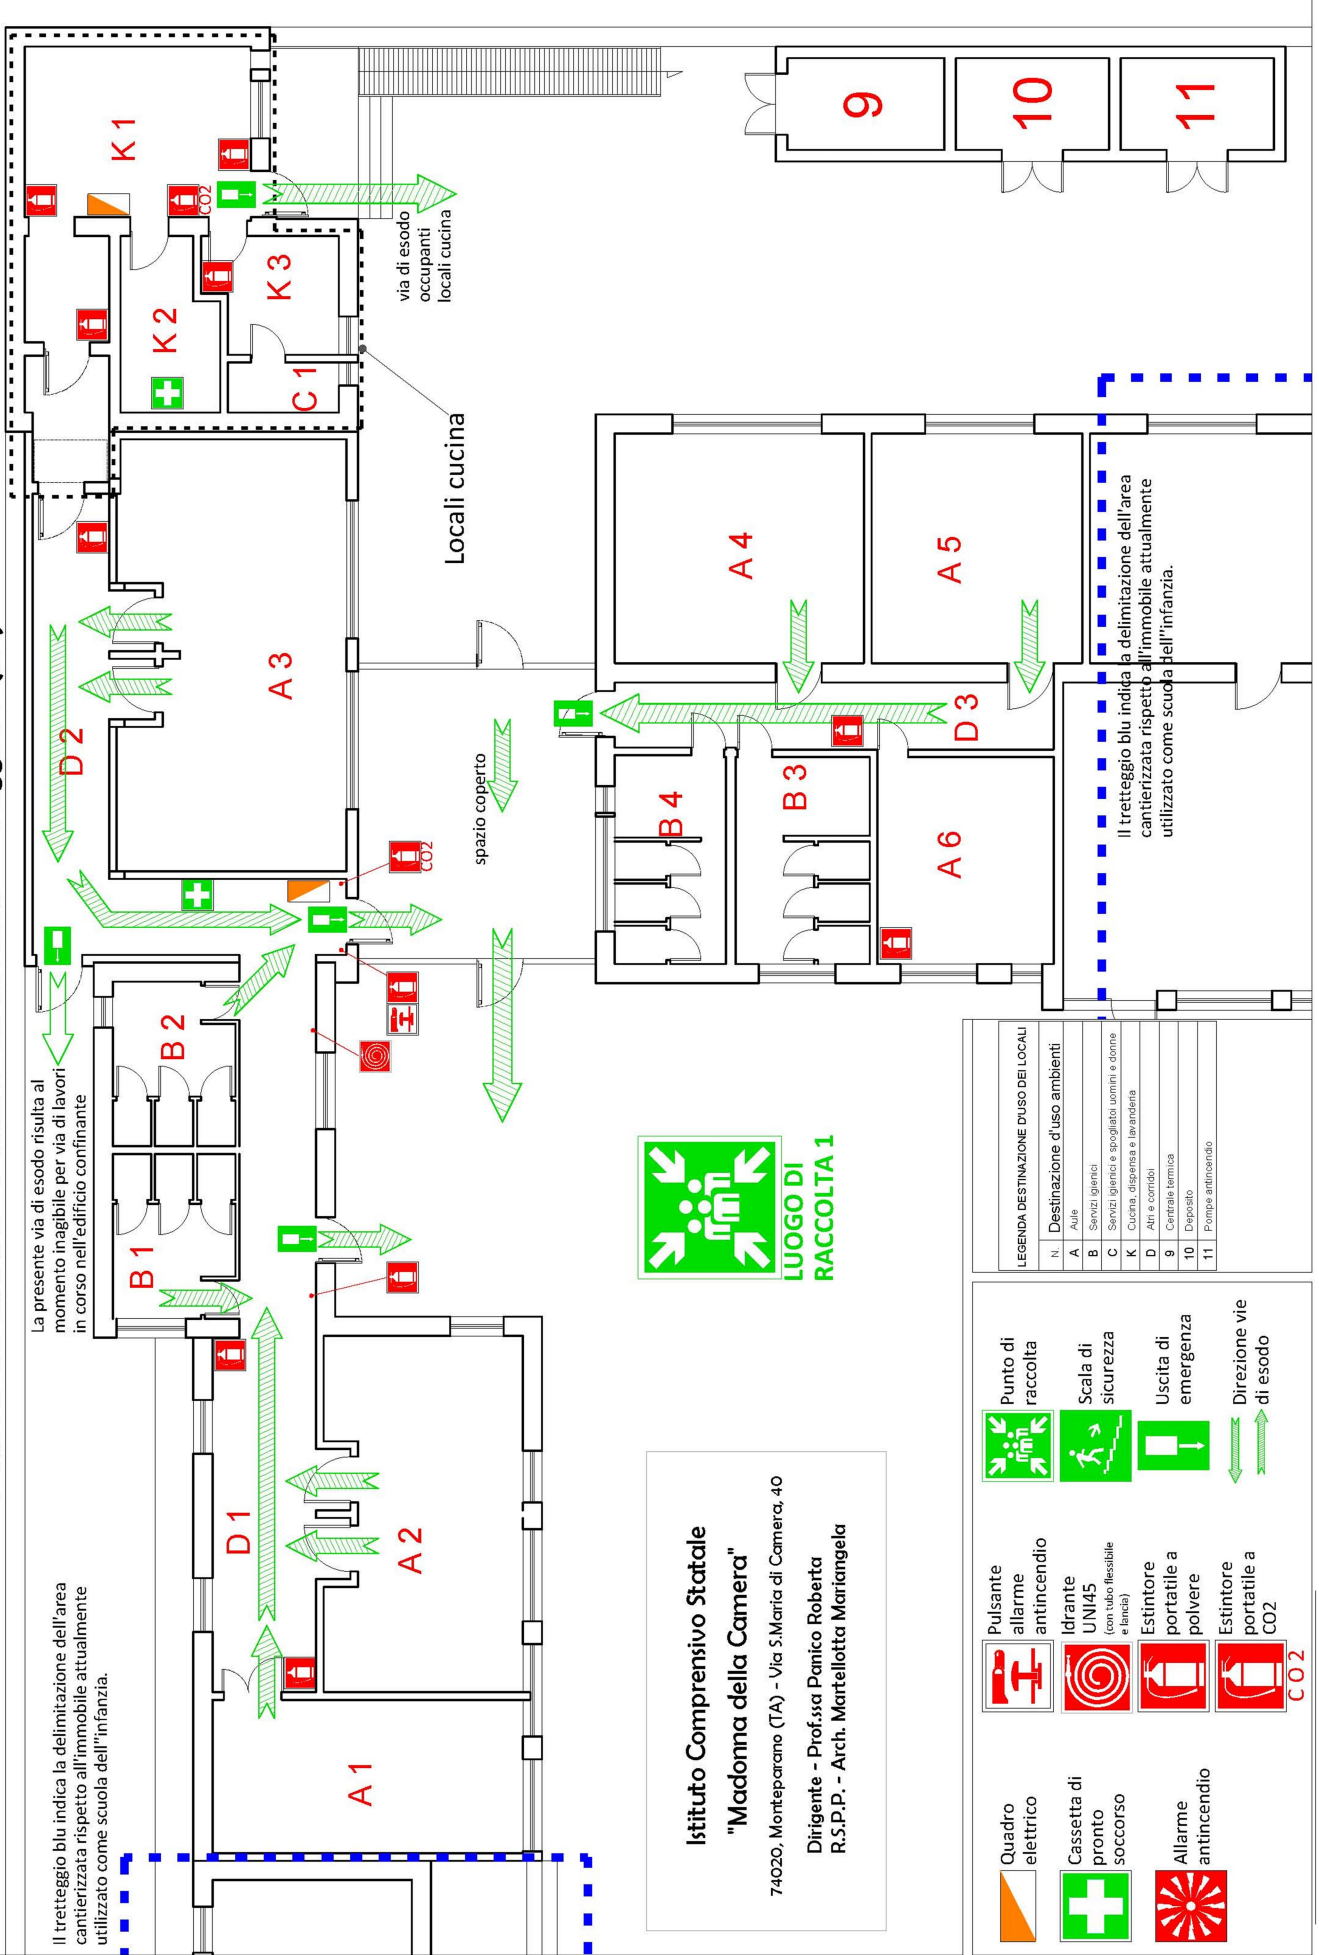 Il tretteggio blu indica la delimitazione dell'area
cantierizzata rispetto all'immobile attualmente
utilizzato come scuola dell''infanzia.
La presente via di esodo risulta al
momento inagibile per via di lavori
in corso nell'edificio confinante
A 1
A 2
D 1
B 1
B 2
D 2
A 3
CO2
K 1
CO2
K 2
K 3
C 1
via di esodo
occupanti
locali cucina
Locali cucina
spazio coperto
9
10
11
A 4
A 5
D 3
B 4
B 3
A 6
Il tretteggio blu indica la delimitazione dell'area
cantierizzata rispetto all'immobile attualmente
utilizzato come scuola dell''infanzia.
LUOGO DI
RACCOLTA 1
Istituto Comprensivo Statale
"Madonna della Camera"
74020, Monteparano (TA) - Via S.Maria di Camera, 40
Dirigente - Prof.ssa Panico Roberta
R.S.P.P. - Arch. Martellotta Mariangela
LEGENDA DESTINAZIONE D'USO DEI LOCALI
N. Destinazione d'uso ambienti
A Aule
B Servizi igienici
C Servizi igienici e spogliatoi uomini e donne
K Cucina, dispensa e lavanderia
D Atri e corridoi
9 Centrale termica
10 Deposito
11 Pompe antincendio
Quadro
elettrico
Cassetta di
pronto
soccorso
Allarme
antincendio
Pulsante
allarme
antincendio
Idrante
UNI45
(con tubo flessibile
e lancia)
Estintore
portatile a
polvere
Estintore
portatile a
CO2
CO2
Punto di
raccolta
Scala di
sicurezza
Uscita di
emergenza
Direzione vie
di esodo